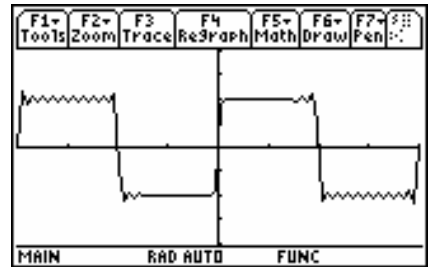 F1▾ F2▾ F3 F4 F5▾ F6▾ F7▾
Tools Zoom Trace ReGraph Math Draw Pen
MAIN RAD AUTO FUNC